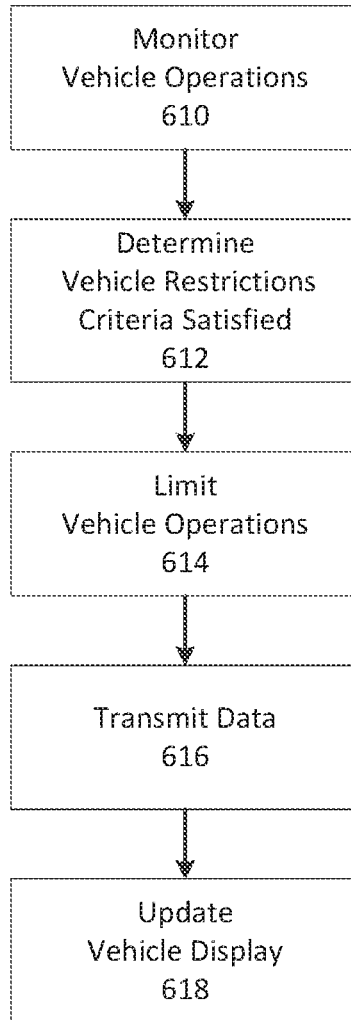 Monitor
Vehicle Operations
610
Determine
Vehicle Restrictions
Criteria Satisfied
612
Limit
Vehicle Operations
614
Transmit Data
616
Update
Vehicle Display
618